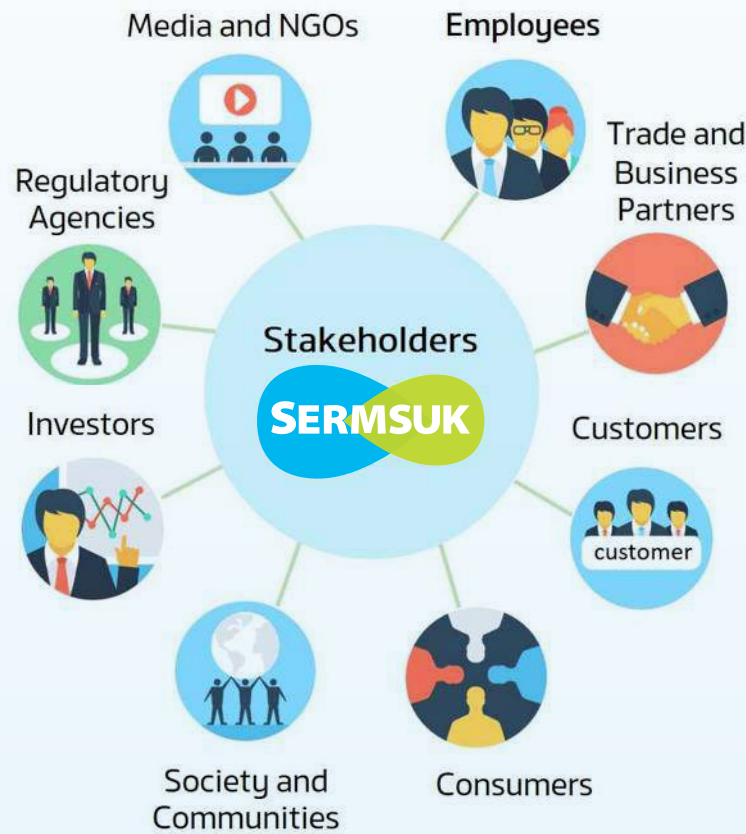 Media and NGOs
Employees
Trade and
Business
Partners
Regulatory
Agencies
Stakeholders
SERMSUK
Investors
Customers
customer
Society and
Communities
Consumers